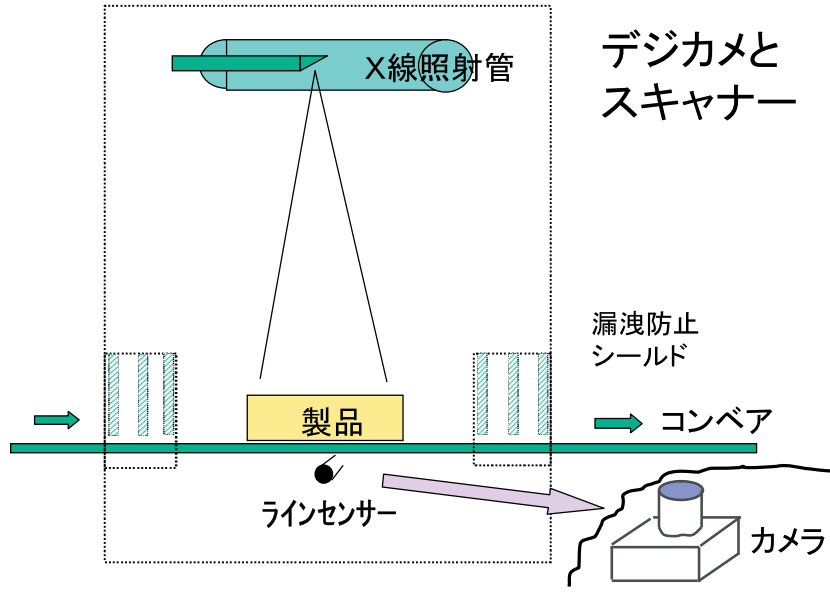 デジカメと
スキャナー
X線照射管
漏洩防止
シールド
コンベア
製品
ラインセンサー
カメラ